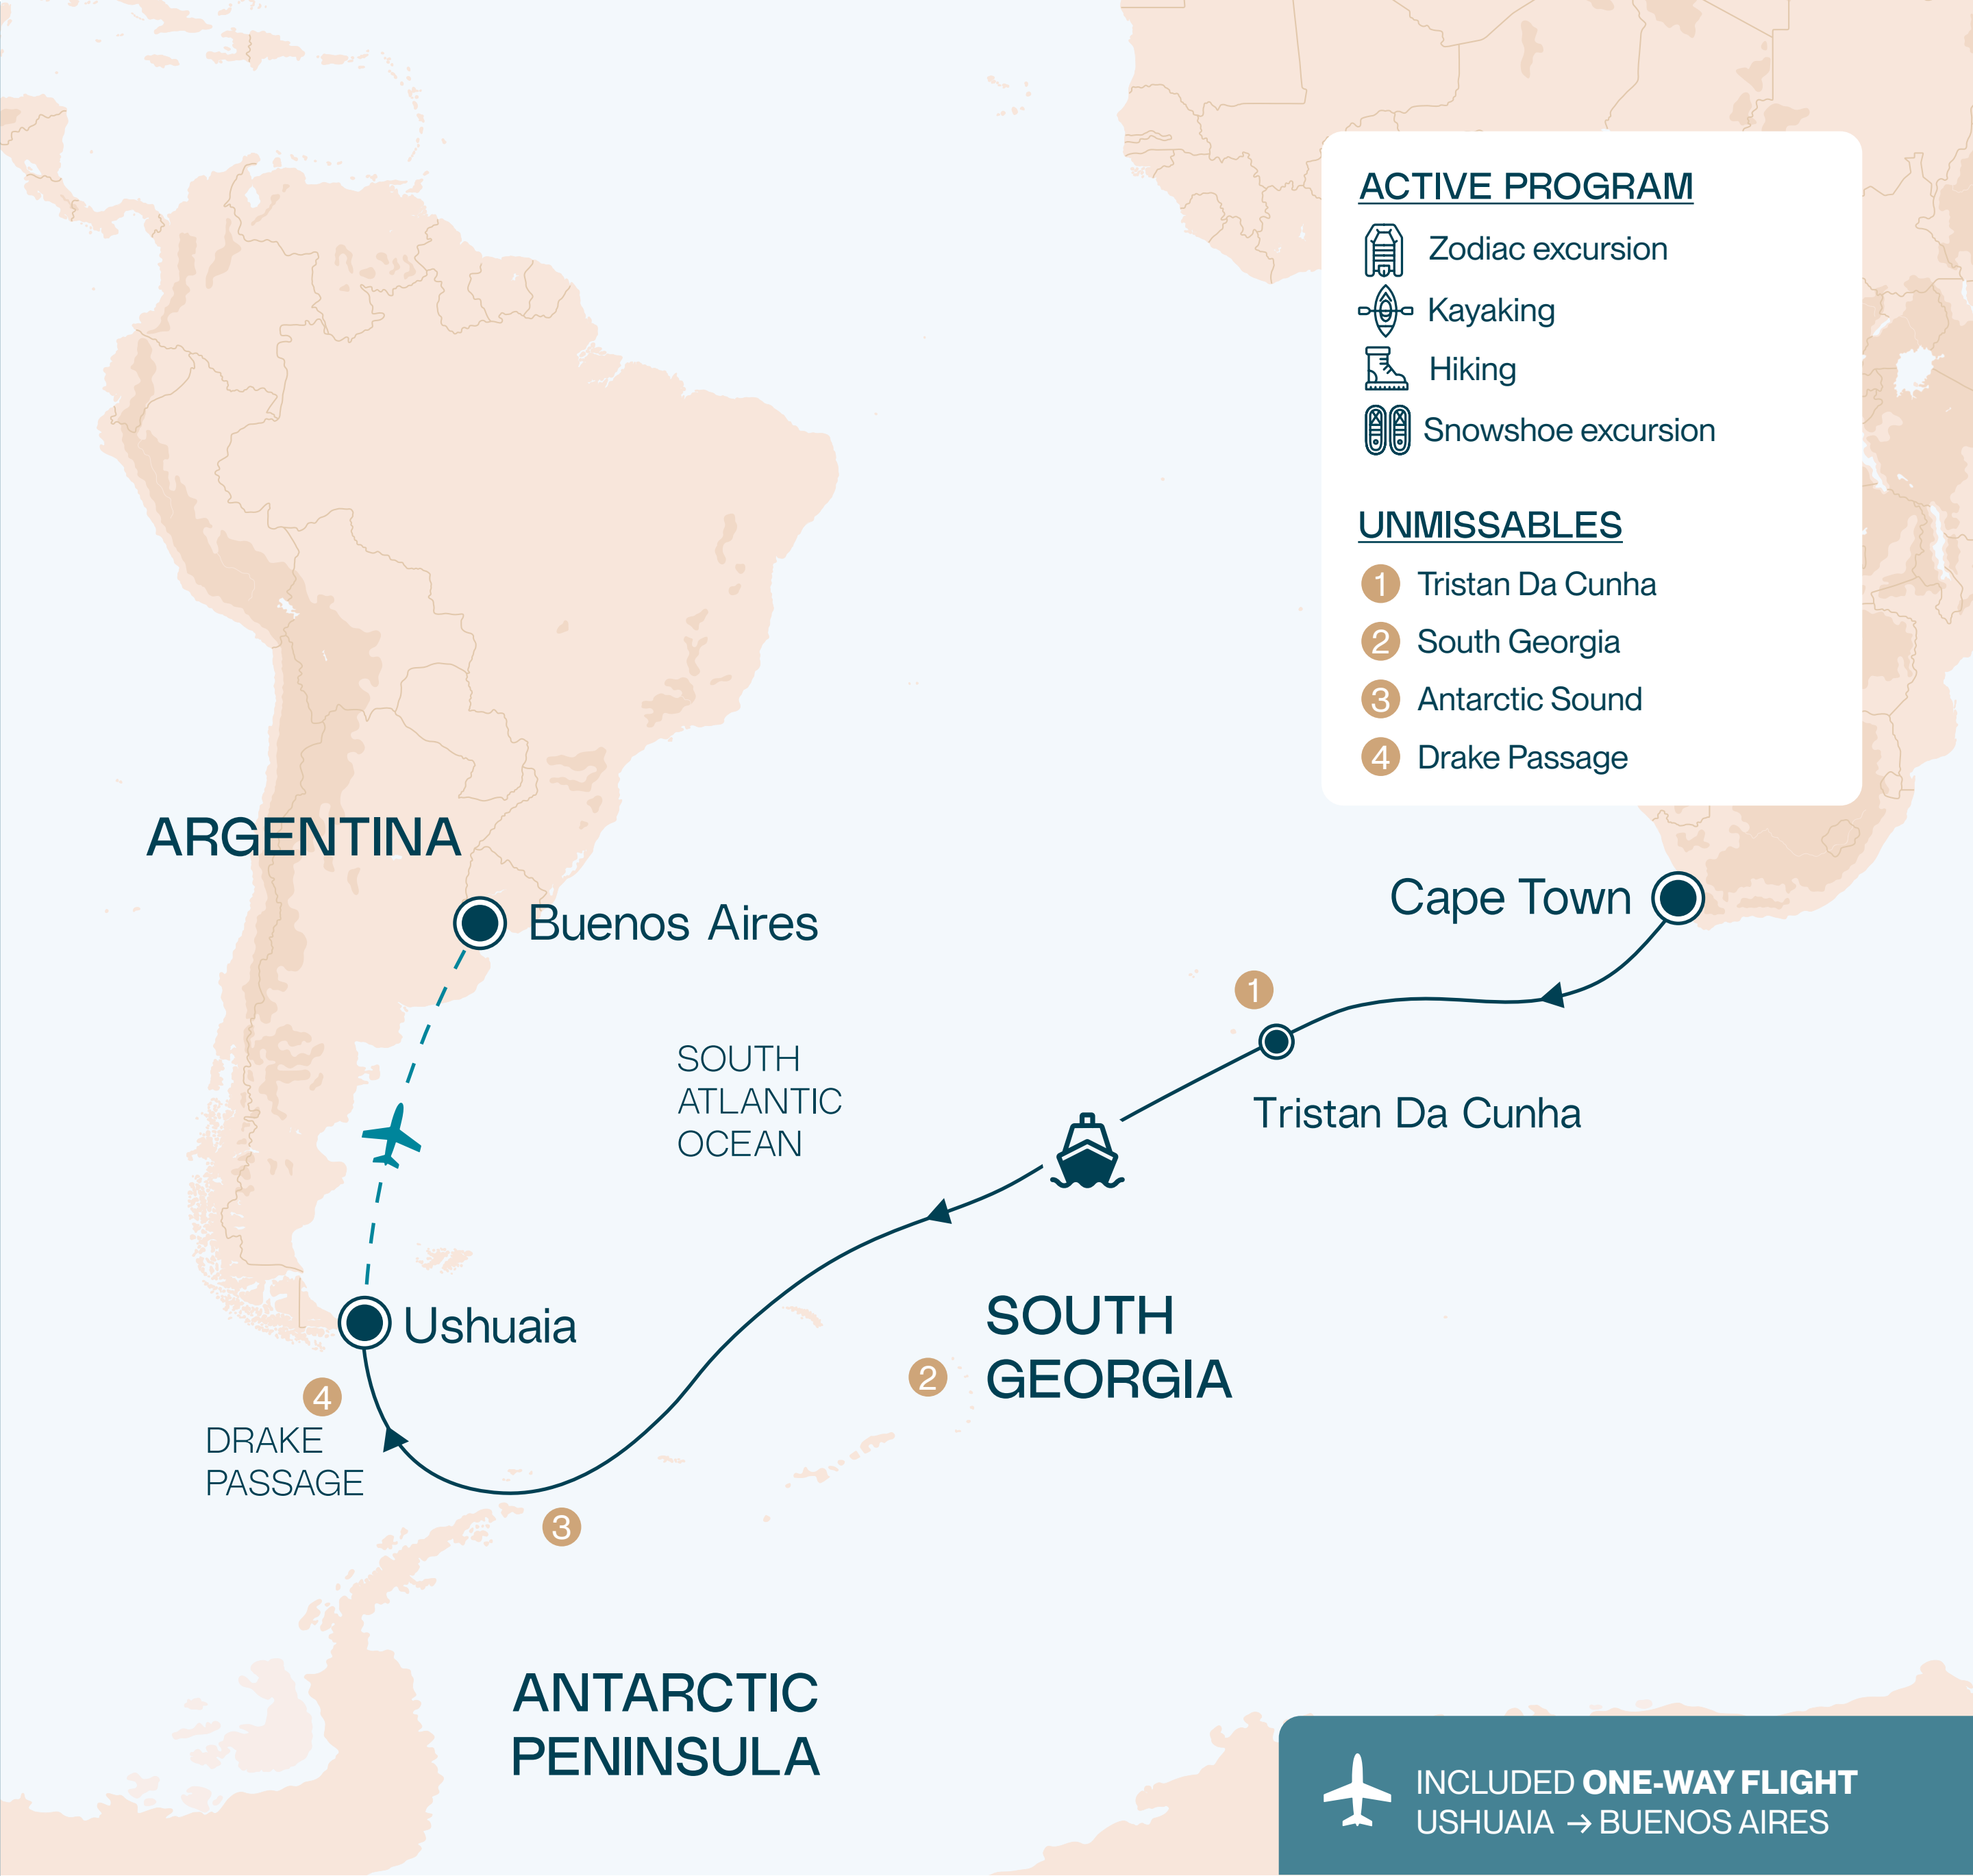 ACTIVE PROGRAM
Zodiac excursion
Kayaking
Hiking
Snowshoe excursion
UNMISSABLES
1 Tristan Da Cunha
2 South Georgia
3 Antarctic Sound
4 Drake Passage
ARGENTINA
Buenos Aires
Cape Town
1
Tristan Da Cunha
SOUTH
ATLANTIC
OCEAN
Ushuaia
SOUTH
GEORGIA
2
4
DRAKE
PASSAGE
3
ANTARCTIC
PENINSULA
INCLUDED ONE-WAY FLIGHT
USHUAIA → BUENOS AIRES